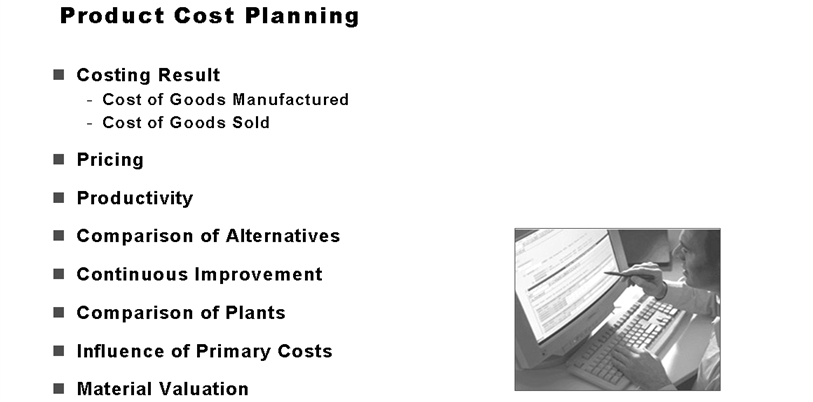 Product Cost Planning
Costing Result
- Cost of Goods Manufactured
- Cost of Goods Sold
Pricing
Productivity
Comparison of Alternatives
Continuous Improvement
Comparison of Plants
Influence of Primary Costs
Material Valuation